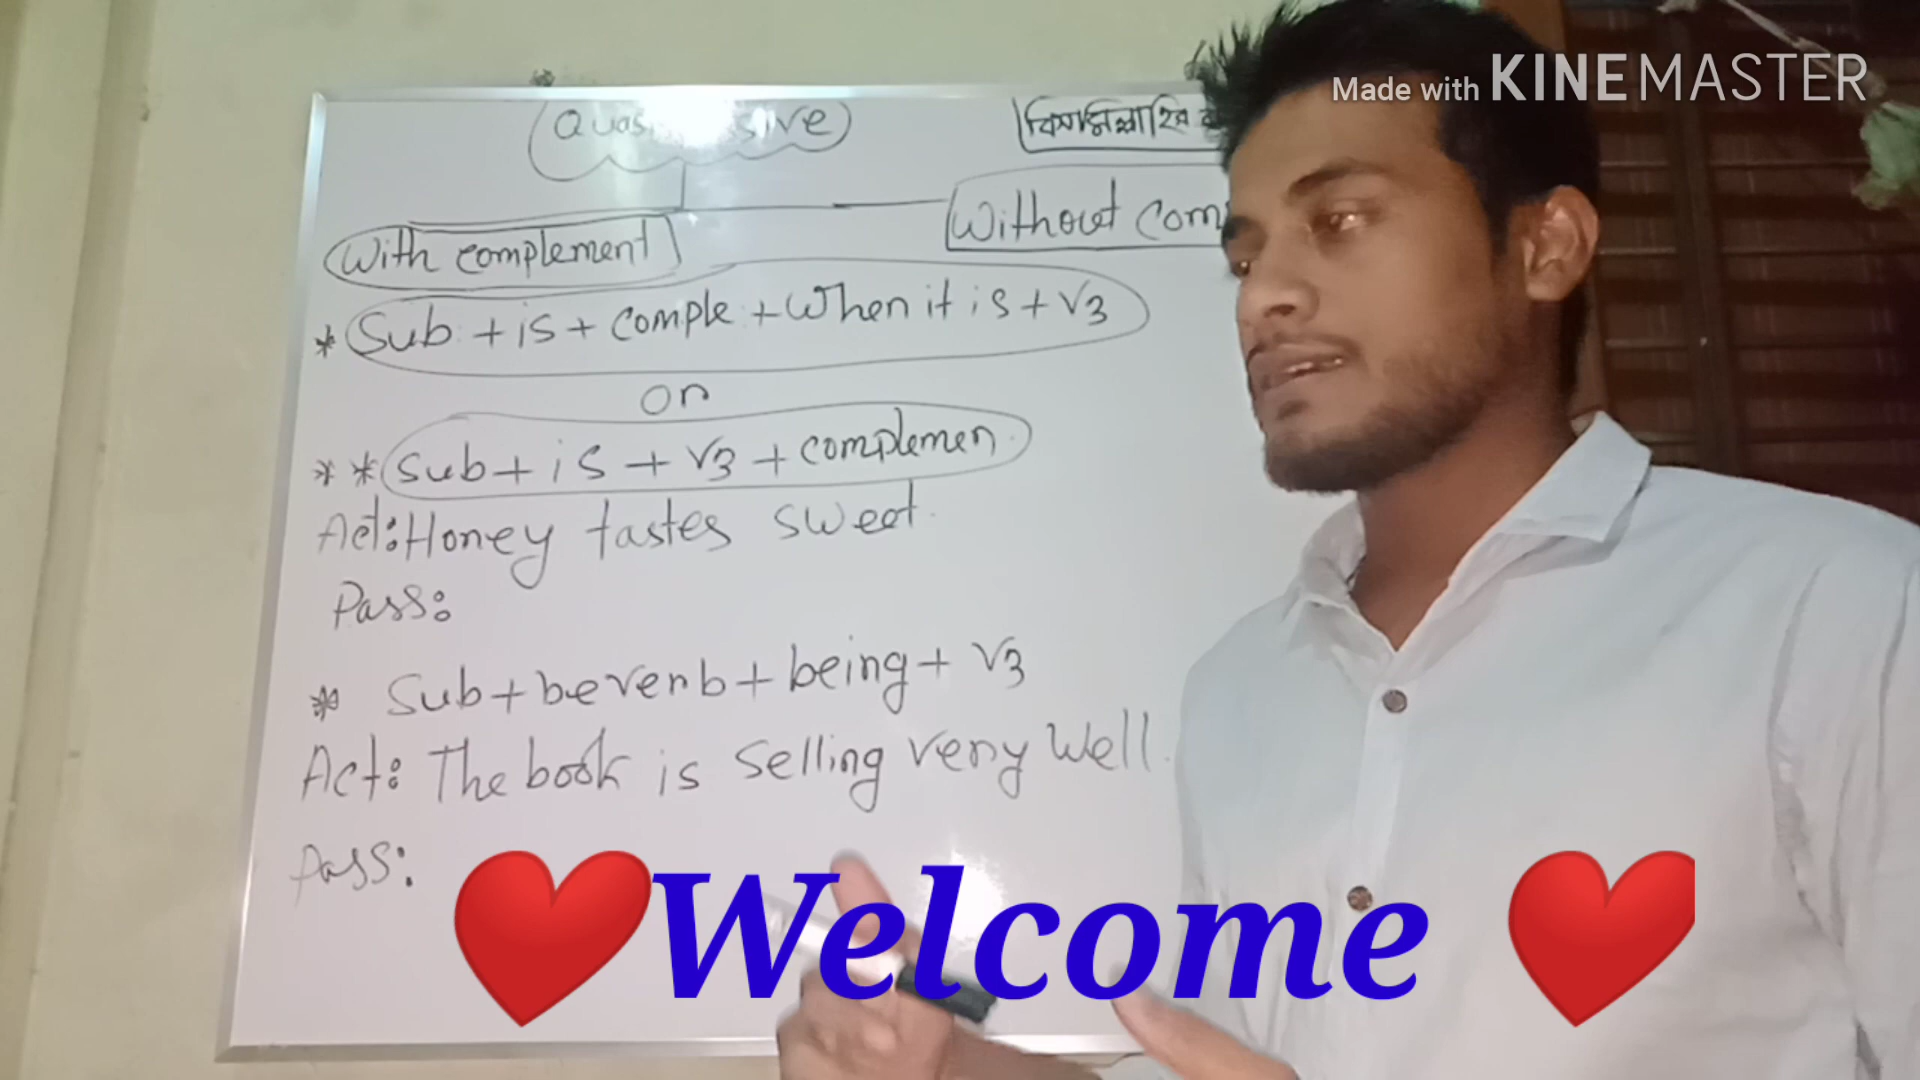 Made with KINEMASTER
বিসমিল্লাহির
With complement
Without Com
* Sub + is + comple + When it is + V3
or
** Sub + is + V3 + complemen
Act: Honey tastes sweet.
Pass:
* Sub + be verb + being + V3
Act: The book is selling very well.
Pass:
❤Welcome ❤